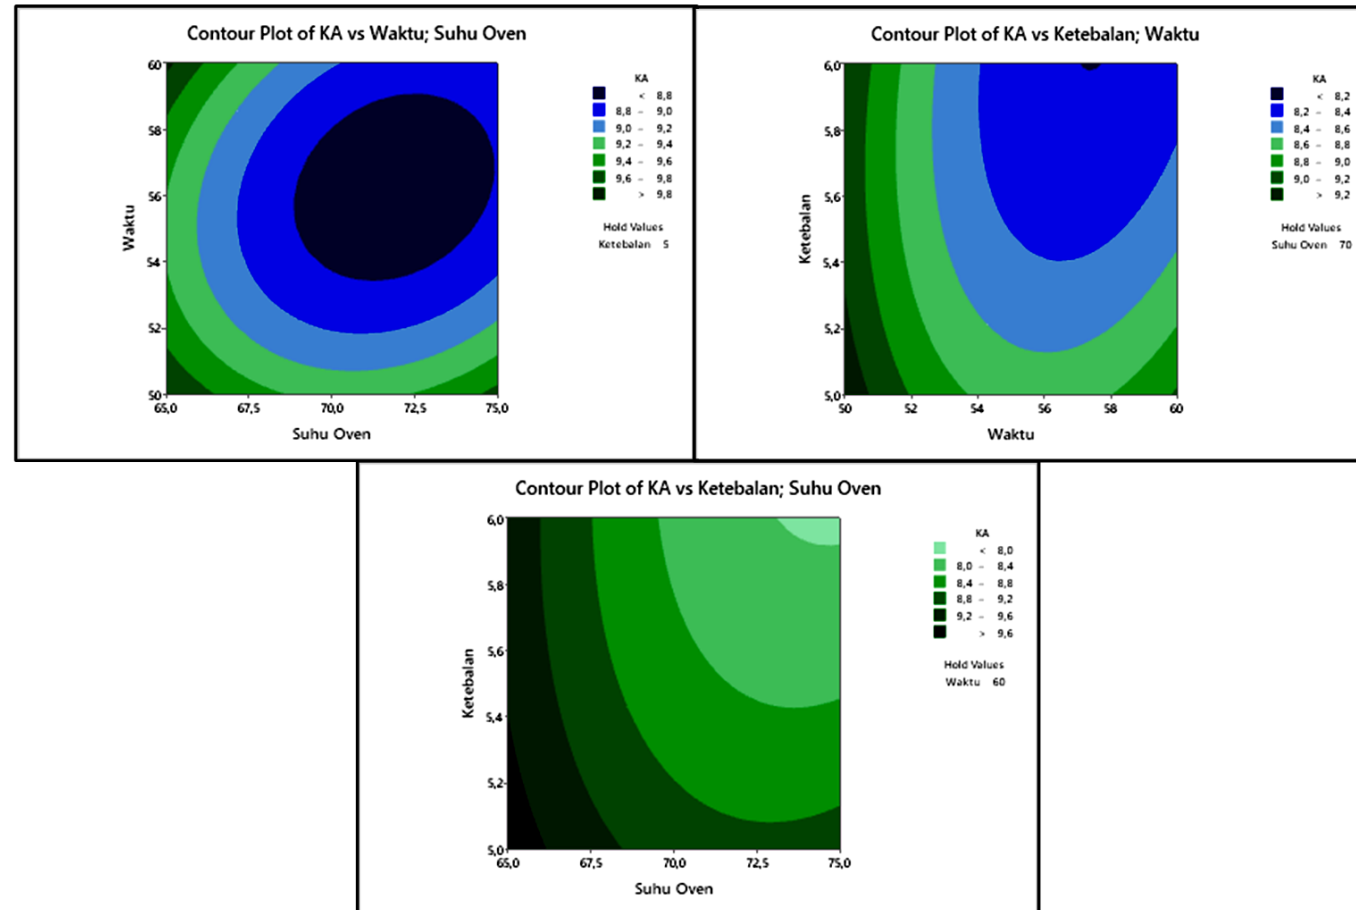 Contour Plot of KA vs Waktu; Suhu Oven
60
58
56
54
52
50
Waktu
65,0 67,5 70,0 72,5 75,0
Suhu Oven
KA
< 8,8
8,8 – 9,0
9,0 – 9,2
9,2 – 9,4
9,4 – 9,6
9,6 – 9,8
> 9,8
Hold Values
Ketebalan 5
Contour Plot of KA vs Ketebalan; Waktu
6,0
5,8
5,6
5,4
5,2
5,0
Ketebalan
50 52 54 56 58 60
Waktu
KA
< 8,2
8,2 – 8,4
8,4 – 8,6
8,6 – 8,8
8,8 – 9,0
9,0 – 9,2
> 9,2
Hold Values
Suhu Oven 70
Contour Plot of KA vs Ketebalan; Suhu Oven
6,0
5,8
5,6
5,4
5,2
5,0
Ketebalan
65,0 67,5 70,0 72,5 75,0
Suhu Oven
KA
< 8,0
8,0 – 8,4
8,4 – 8,8
8,8 – 9,2
9,2 – 9,6
> 9,6
Hold Values
Waktu 60